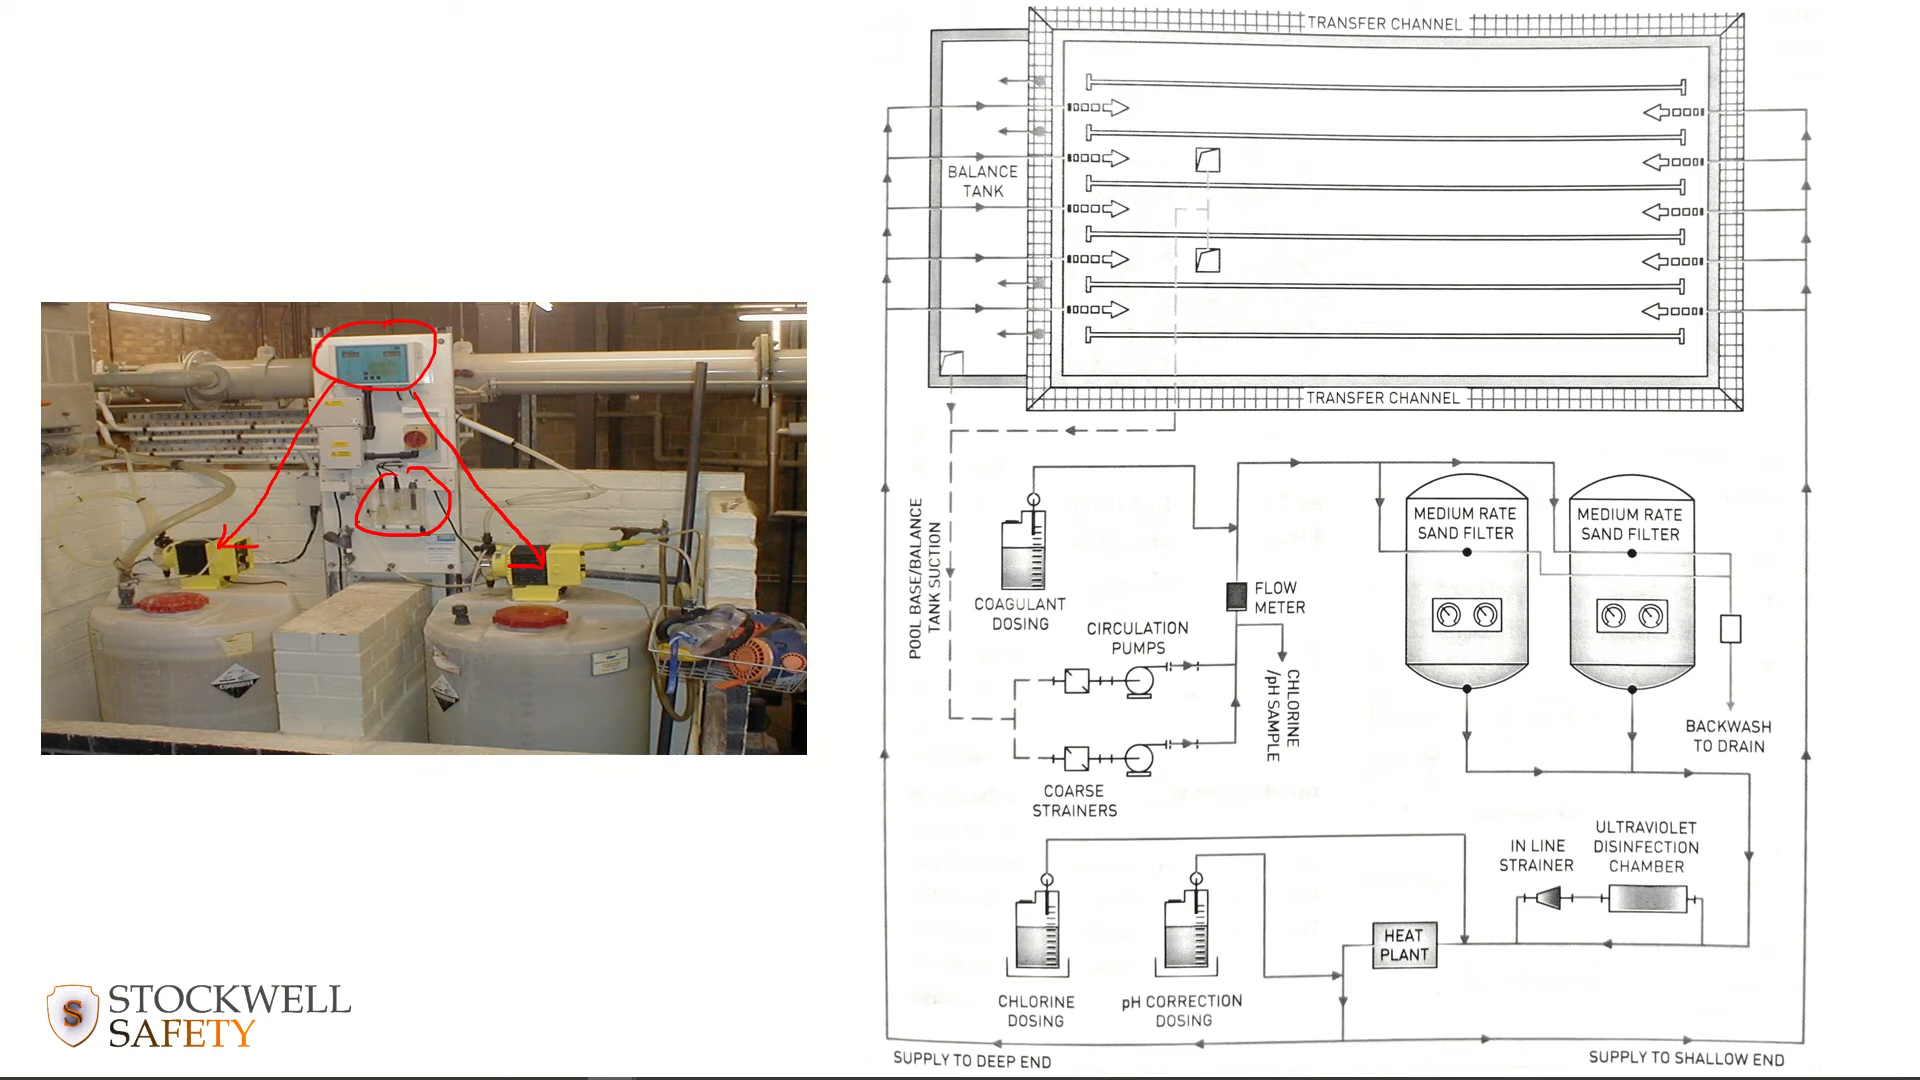 TRANSFER CHANNEL
BALANCE
TANK
TRANSFER CHANNEL
POOL BASE/BALANCE
TANK SUCTION
COAGULANT
DOSING
FLOW
METER
CIRCULATION
PUMPS
CHLORINE
/pH SAMPLE
COARSE
STRAINERS
MEDIUM RATE
SAND FILTER
MEDIUM RATE
SAND FILTER
BACKWASH
TO DRAIN
ULTRAVIOLET
DISINFECTION
CHAMBER
IN LINE
STRAINER
HEAT
PLANT
CHLORINE
DOSING
pH CORRECTION
DOSING
SUPPLY TO DEEP END
SUPPLY TO SHALLOW END
STOCKWELL
SAFETY
S